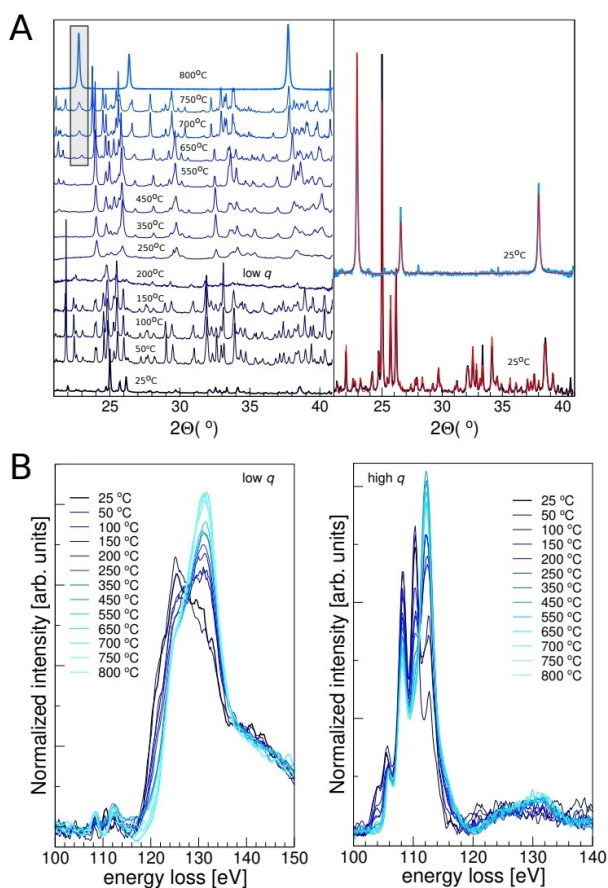 A
800°C
750°C
700°C
650°C
550°C
450°C
350°C
250°C
200°C
low q
150°C
100°C
50°C
25°C
25 30 35 40
2Θ( °)
25°C
25°C
25 30 35 40
2Θ( °)
B
Normalized intensity [arb. units]
low q
25 °C
50 °C
100 °C
150 °C
200 °C
250 °C
350 °C
450 °C
550 °C
650 °C
700 °C
750 °C
800 °C
100 110 120 130 140 150
energy loss [eV]
Normalized intensity [arb. units]
high q
25 °C
50 °C
100 °C
150 °C
200 °C
250 °C
350 °C
450 °C
550 °C
650 °C
700 °C
750 °C
800 °C
100 110 120 130 140
energy loss [eV]